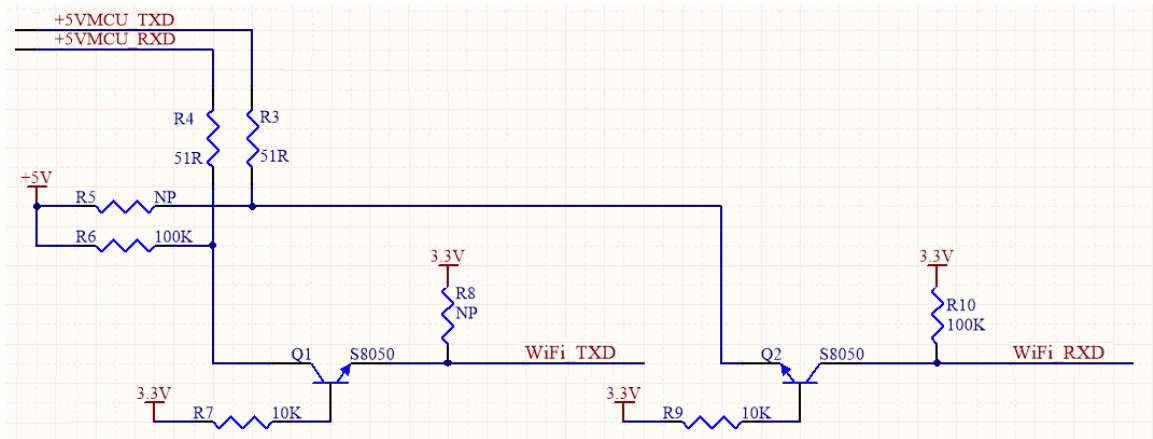 +5VMCU_TXD
+5VMCU_RXD
R4
R3
51R
51R
+5V
R5
NP
R6
100K
3.3V
R8
NP
3.3V
R10
100K
Q1
S8050
WiFi_TXD
Q2
S8050
WiFi_RXD
3.3V
R7
10K
3.3V
R9
10K